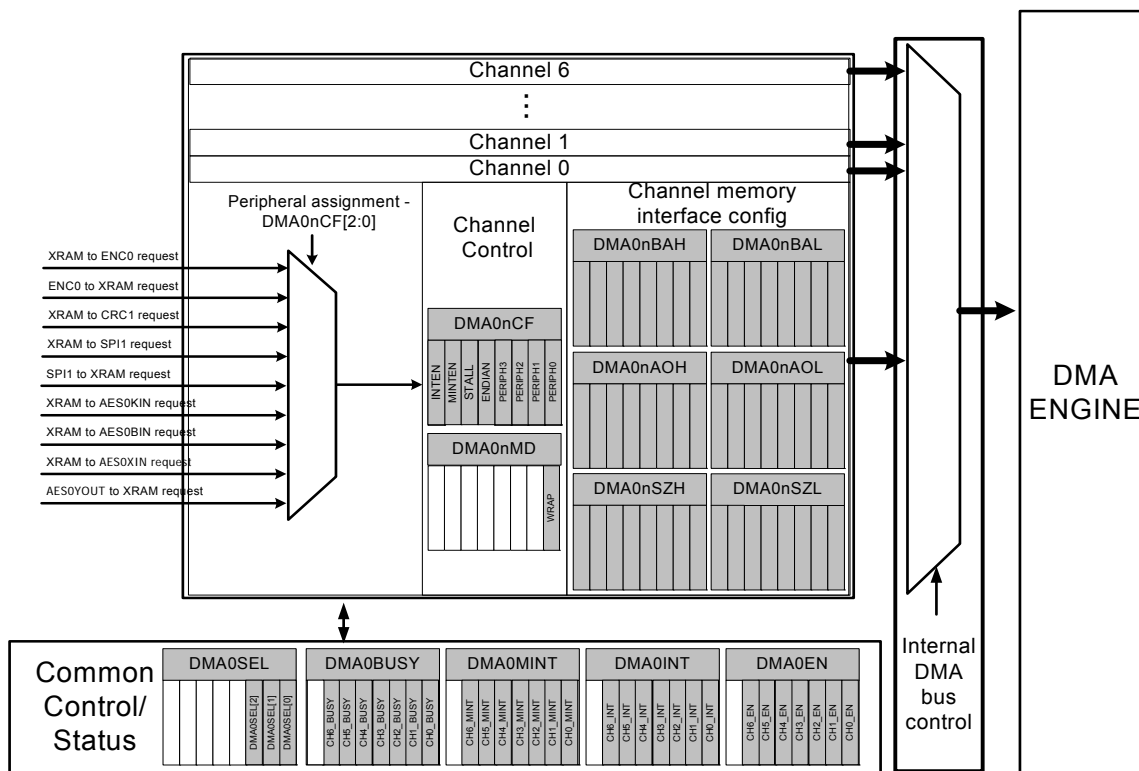 Channel 6
Channel 1
Channel 0
Peripheral assignment -
DMA0nCF[2:0]
XRAM to ENC0 request
ENC0 to XRAM request
XRAM to CRC1 request
XRAM to SPI1 request
SPI1 to XRAM request
XRAM to AES0KIN request
XRAM to AES0BIN request
XRAM to AES0XIN request
AES0YOUT to XRAM request
Channel
Control
DMA0nCF
INTEN
MINTEN
STALL
ENDIAN
PERIPH3
PERIPH2
PERIPH1
PERIPH0
DMA0nMD
WRAP
Channel memory
interface config
DMA0nBAH
DMA0nBAL
DMA0nAOH
DMA0nAOL
DMA0nSZH
DMA0nSZL
Internal
DMA
bus
control
DMA
ENGINE
Common
Control/
Status
DMA0SEL
DMA0SEL[2]
DMA0SEL[1]
DMA0SEL[0]
DMA0BUSY
CH6_BUSY
CH5_BUSY
CH4_BUSY
CH3_BUSY
CH2_BUSY
CH1_BUSY
CH0_BUSY
DMA0MINT
CH6_MINT
CH5_MINT
CH4_MINT
CH3_MINT
CH2_MINT
CH1_MINT
CH0_MINT
DMA0INT
CH6_INT
CH5_INT
CH4_INT
CH3_INT
CH2_INT
CH1_INT
CH0_INT
DMA0EN
CH6_EN
CH5_EN
CH4_EN
CH3_EN
CH2_EN
CH1_EN
CH0_EN